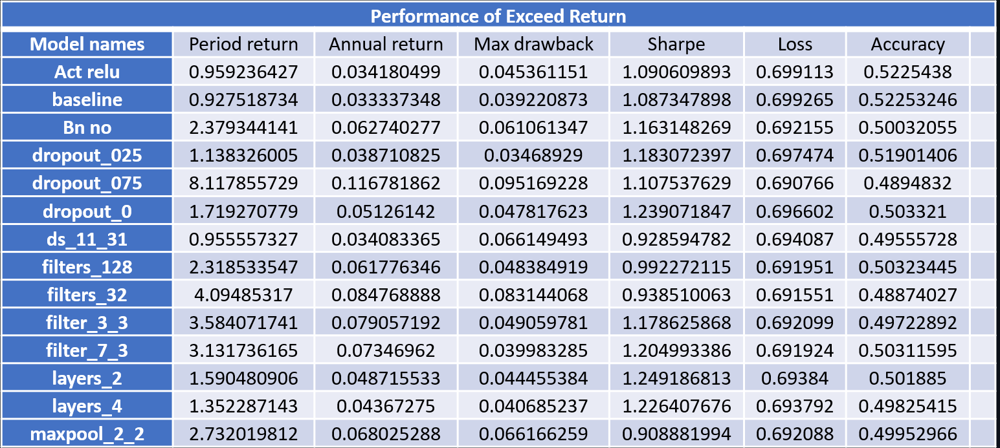 Performance of Exceed Return
Model names Period return Annual return Max drawback Sharpe Loss Accuracy
Act relu 0.959236427 0.034180499 0.045361151 1.090609893 0.699113 0.5225438
baseline 0.927518734 0.033337348 0.039220873 1.087347898 0.699265 0.52253246
Bn no 2.379344141 0.062740277 0.061061347 1.163148269 0.692155 0.50032055
dropout_025 1.138326005 0.038710825 0.03468929 1.183072397 0.697474 0.51901406
dropout_075 8.117855729 0.116781862 0.095169228 1.107537629 0.690766 0.4894832
dropout_0 1.719270779 0.05126142 0.047817623 1.239071847 0.696602 0.503321
ds_11_31 0.955557327 0.034083365 0.066149493 0.928594782 0.694087 0.49555728
filters_128 2.318533547 0.061776346 0.048384919 0.992272115 0.691951 0.50323445
filters_32 4.09485317 0.084768888 0.083144068 0.938510063 0.691551 0.48874027
filter_3_3 3.584071741 0.079057192 0.049059781 1.178625868 0.692099 0.49722892
filter_7_3 3.131736165 0.07346962 0.039983285 1.204993386 0.691924 0.50311595
layers_2 1.590480906 0.048715533 0.044455384 1.249186813 0.69384 0.501885
layers_4 1.352287143 0.04367275 0.040685237 1.226407676 0.693792 0.49825415
maxpool_2_2 2.732019812 0.068025288 0.066166259 0.908881994 0.692088 0.49952966